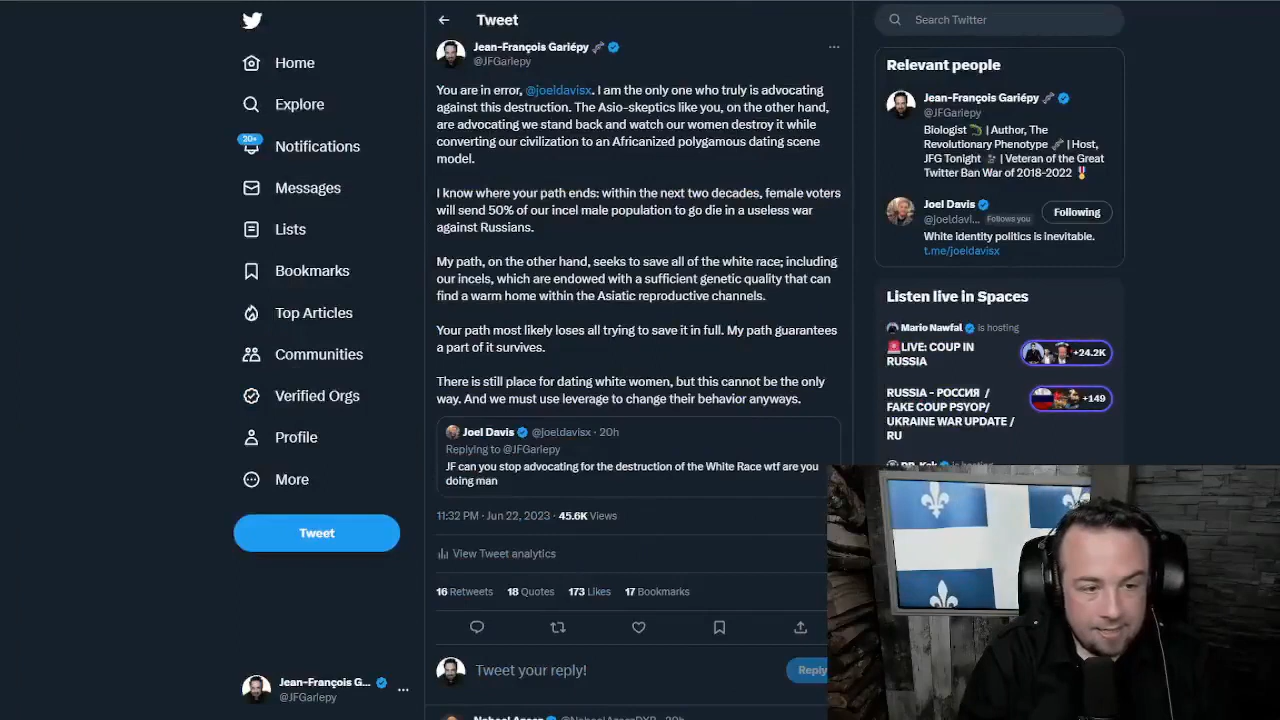 Home
Explore
20+
Notifications
Messages
Lists
Bookmarks
Top Articles
Communities
Verified Orgs
Profile
More
Tweet
Jean-François G...
@JFGariepy
Tweet
Jean-François Gariépy
@JFGariepy
You are in error, @joeldavisx. I am the only one who truly is advocating
against this destruction. The Asio-skeptics like you, on the other hand,
are advocating we stand back and watch our women destroy it while
converting our civilization to an Africanized polygamous dating scene
model.
I know where your path ends: within the next two decades, female voters
will send 50% of our incel male population to go die in a useless war
against Russians.
My path, on the other hand, seeks to save all of the white race; including
our incels, which are endowed with a sufficient genetic quality that can
find a warm home within the Asiatic reproductive channels.
Your path most likely loses all trying to save it in full. My path guarantees
a part of it survives.
There is still place for dating white women, but this cannot be the only
way. And we must use leverage to change their behavior anyways.
Joel Davis @joeldavisx · 20h
Replying to @JFGariepy
JF can you stop advocating for the destruction of the White Race wtf are you
doing man
11:32 PM · Jun 22, 2023 · 45.6K Views
View Tweet analytics
16 Retweets 18 Quotes 173 Likes 17 Bookmarks
Tweet your reply!
Reply
Search Twitter
Relevant people
Jean-François Gariépy
@JFGariepy
Biologist | Author, The
Revolutionary Phenotype | Host,
JFG Tonight | Veteran of the Great
Twitter Ban War of 2018-2022
Joel Davis
@joeldavi... Follows you
Following
White identity politics is inevitable.
t.me/joeldavisx
Listen live in Spaces
Mario Nawfal is hosting
LIVE: COUP IN
RUSSIA
+24.2K
RUSSIA - РОССИЯ /
FAKE COUP PSYOP/
UKRAINE WAR UPDATE /
RU
+149